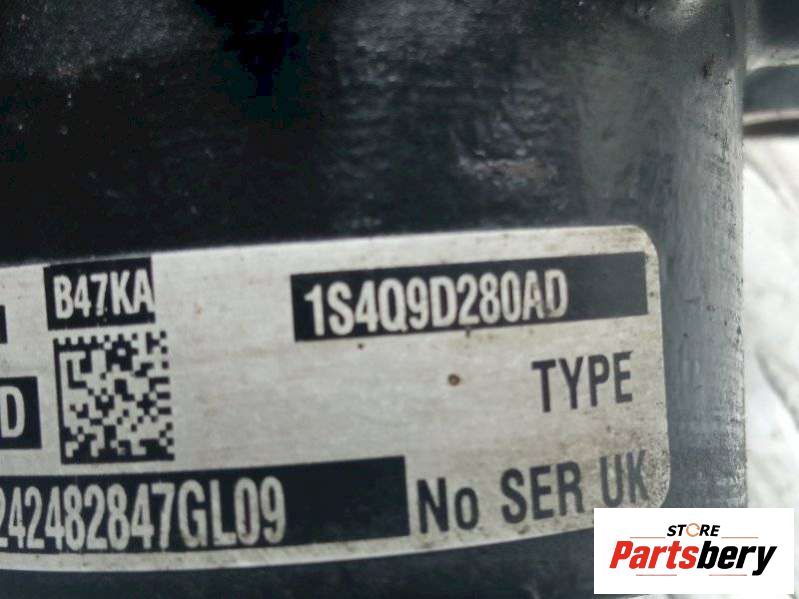 B47KA
1S4Q9D280AD
TYPE
D
242482847GL09
No SER UK
STORE
Partsbery